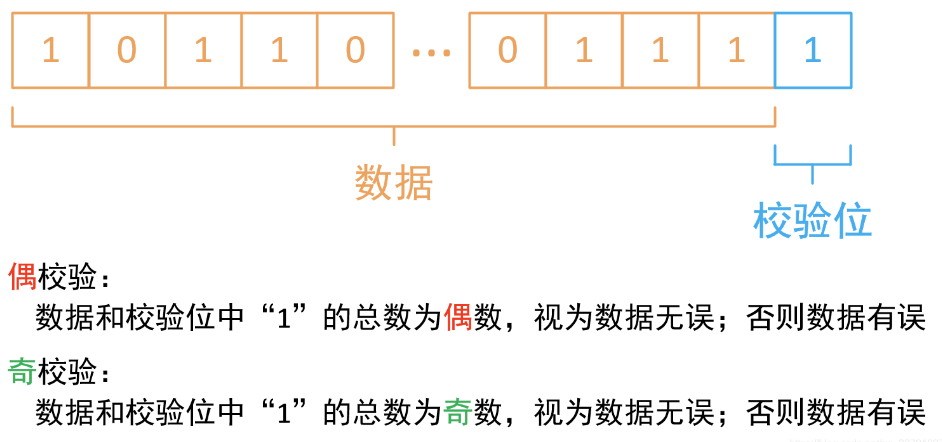 1 0 1 1 0 ··· 0 1 1 1 1
数据
校验位
偶校验：
数据和校验位中“1”的总数为偶数，视为数据无误；否则数据有误
奇校验：
数据和校验位中“1”的总数为奇数，视为数据无误；否则数据有误